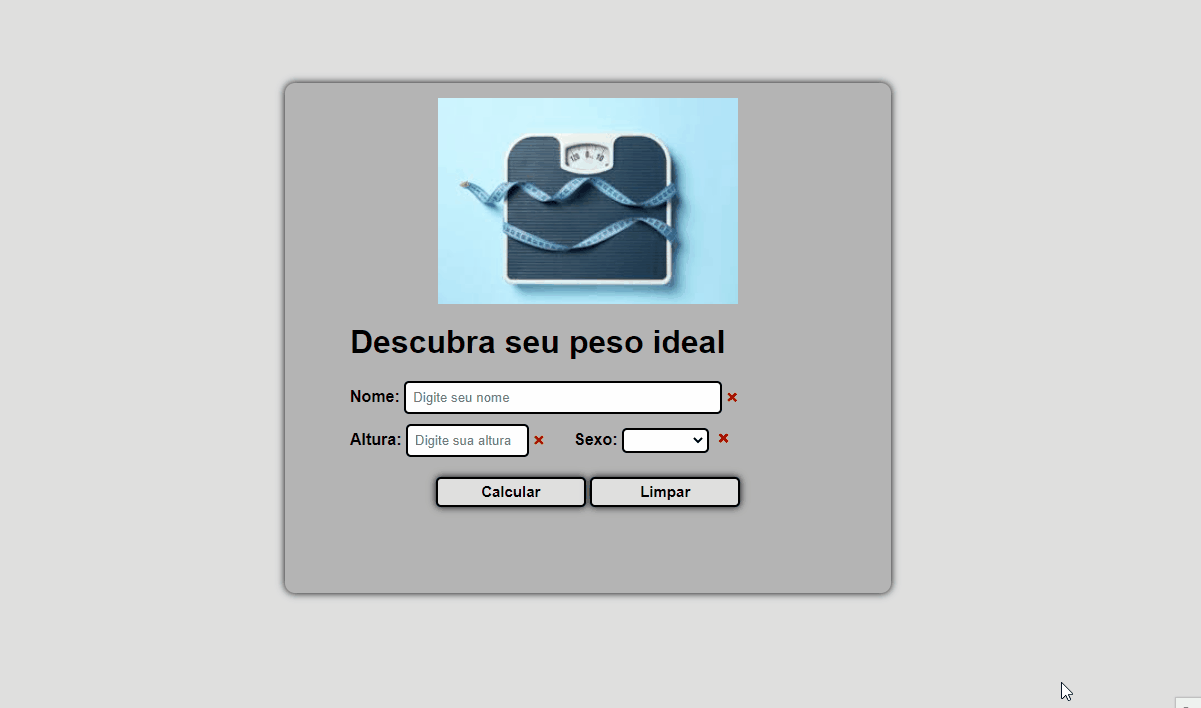 Descubra seu peso ideal
Nome: Digite seu nome
Altura: Digite sua altura Sexo:
Calcular Limpar